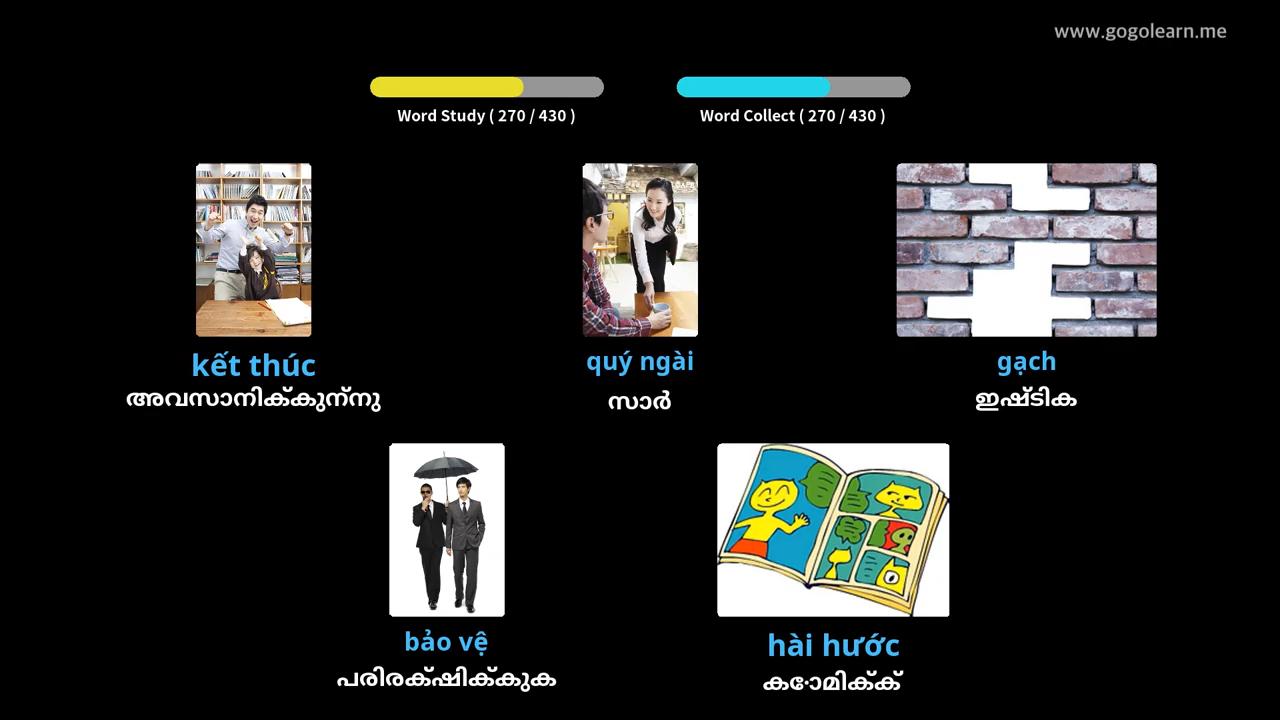 www.gogolearn.me
Word Study ( 270 / 430 )
Word Collect ( 270 / 430 )
kết thúc
അവസാനിക്കുന്നു
quý ngài
സാർ
gạch
ഇഷ്ടിക
bảo vệ
പരിരക്ഷിക്കുക
hài hước
കോമിക്ക്